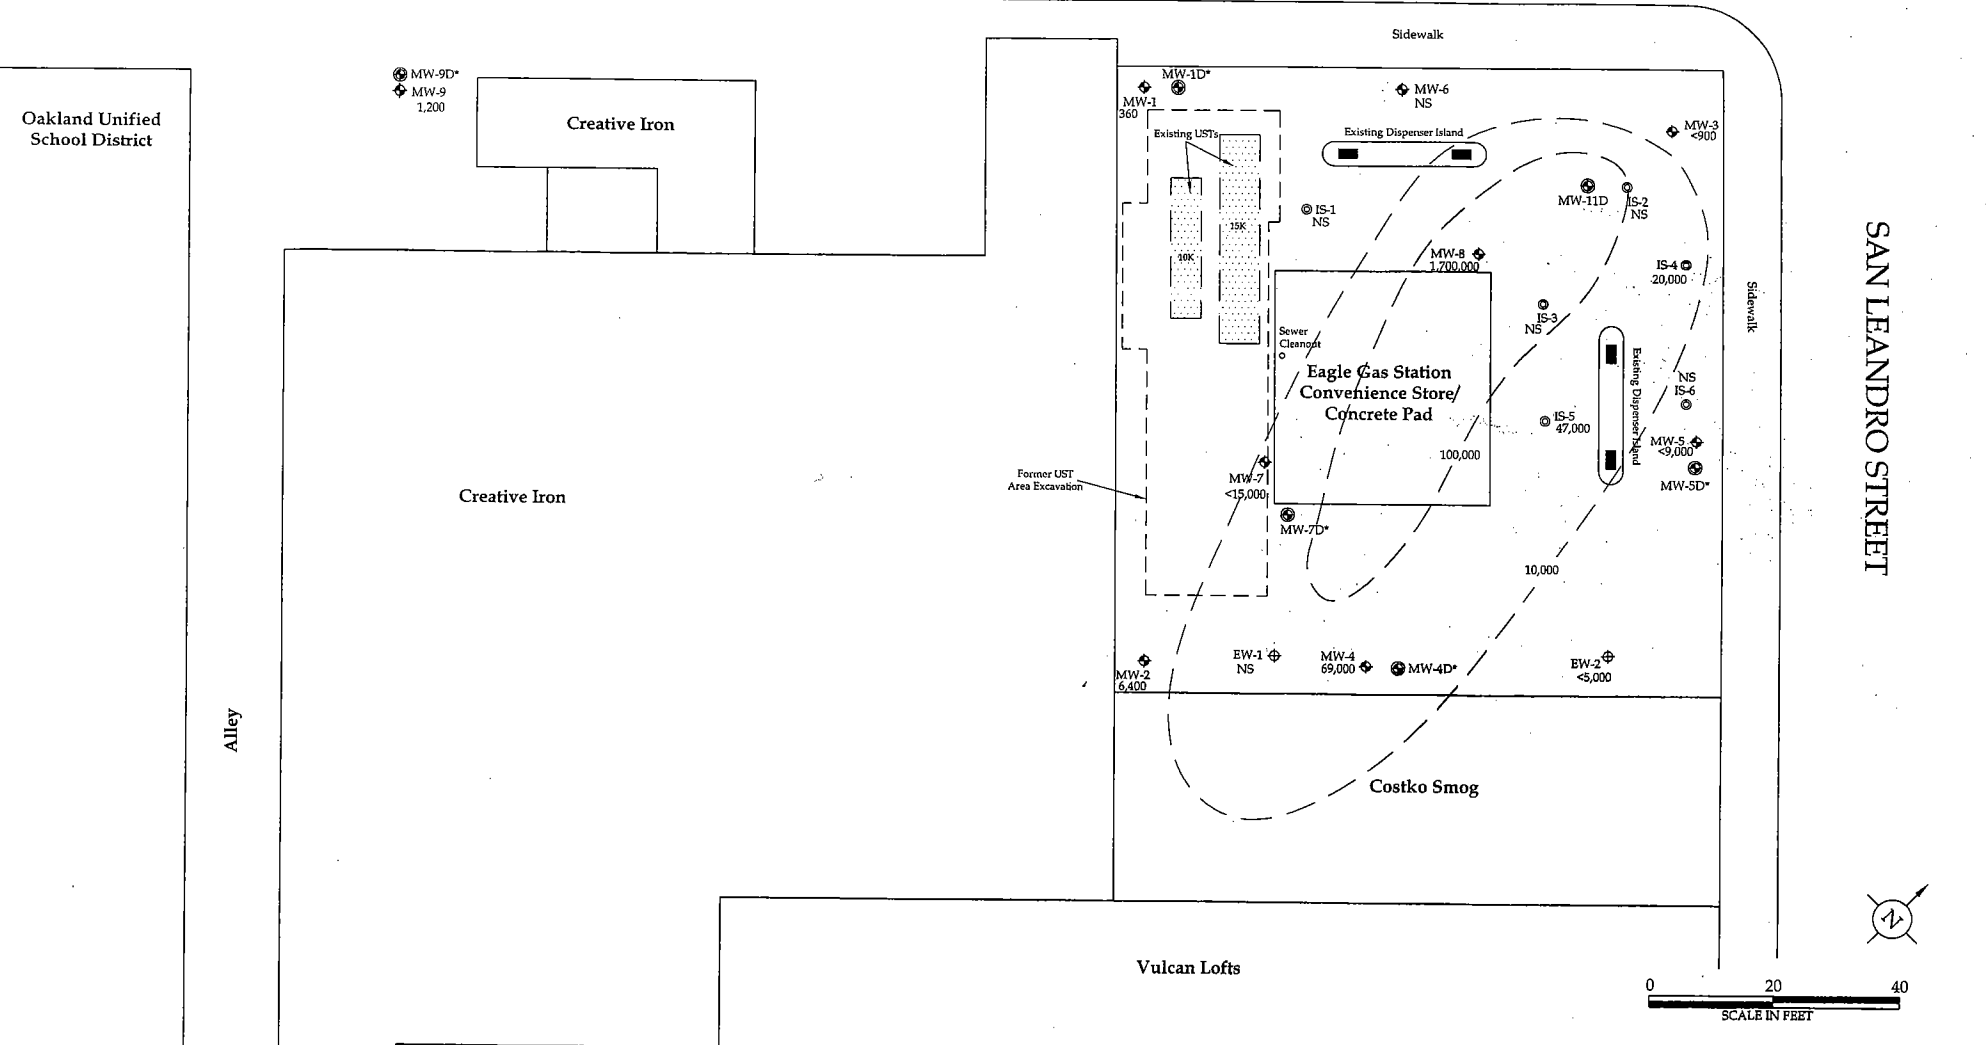 Sidewalk
MW-9D*
MW-9
1,200
Oakland Unified
School District
Creative Iron
MW-1D*
MW-1
360
MW-6
NS
MW-3
<900
Existing USTs
Existing Dispenser Island
MW-11D
IS-2
NS
IS-1
NS
15K
10K
MW-8
1,700,000
IS-4
20,000
IS-3
NS
Sidewalk
SAN LEANDRO STREET
Sewer
Cleanout
Eagle Gas Station
Convenience Store/
Concrete Pad
Existing Dispenser Island
NS
IS-6
IS-5
47,000
MW-5
<9,000
MW-5D*
100,000
Former UST
Area Excavation
MW-7
<15,000
MW-7D*
Creative Iron
10,000
EW-1
NS
MW-4
69,000
MW-4D*
EW-2
<5,000
MW-2
6,400
Alley
Costko Smog
Vulcan Lofts
N
0 20 40
SCALE IN FEET